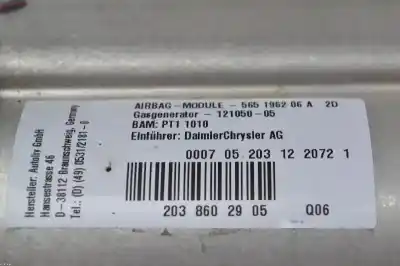 AIRBAG-MODULE - 565 1962 06 A 2D
Gasgenerator - 121050-05
BAM: PT1 1010
Einführer: DaimlerChrysler AG
0007 05 203 12 2072 1
203 860 29 05 Q06
Hersteller: Autoliv GmbH
Hansestrasse 46
D-38112 Braunschweig, Germany
Tel.: (0) (49) 0531/2181-0